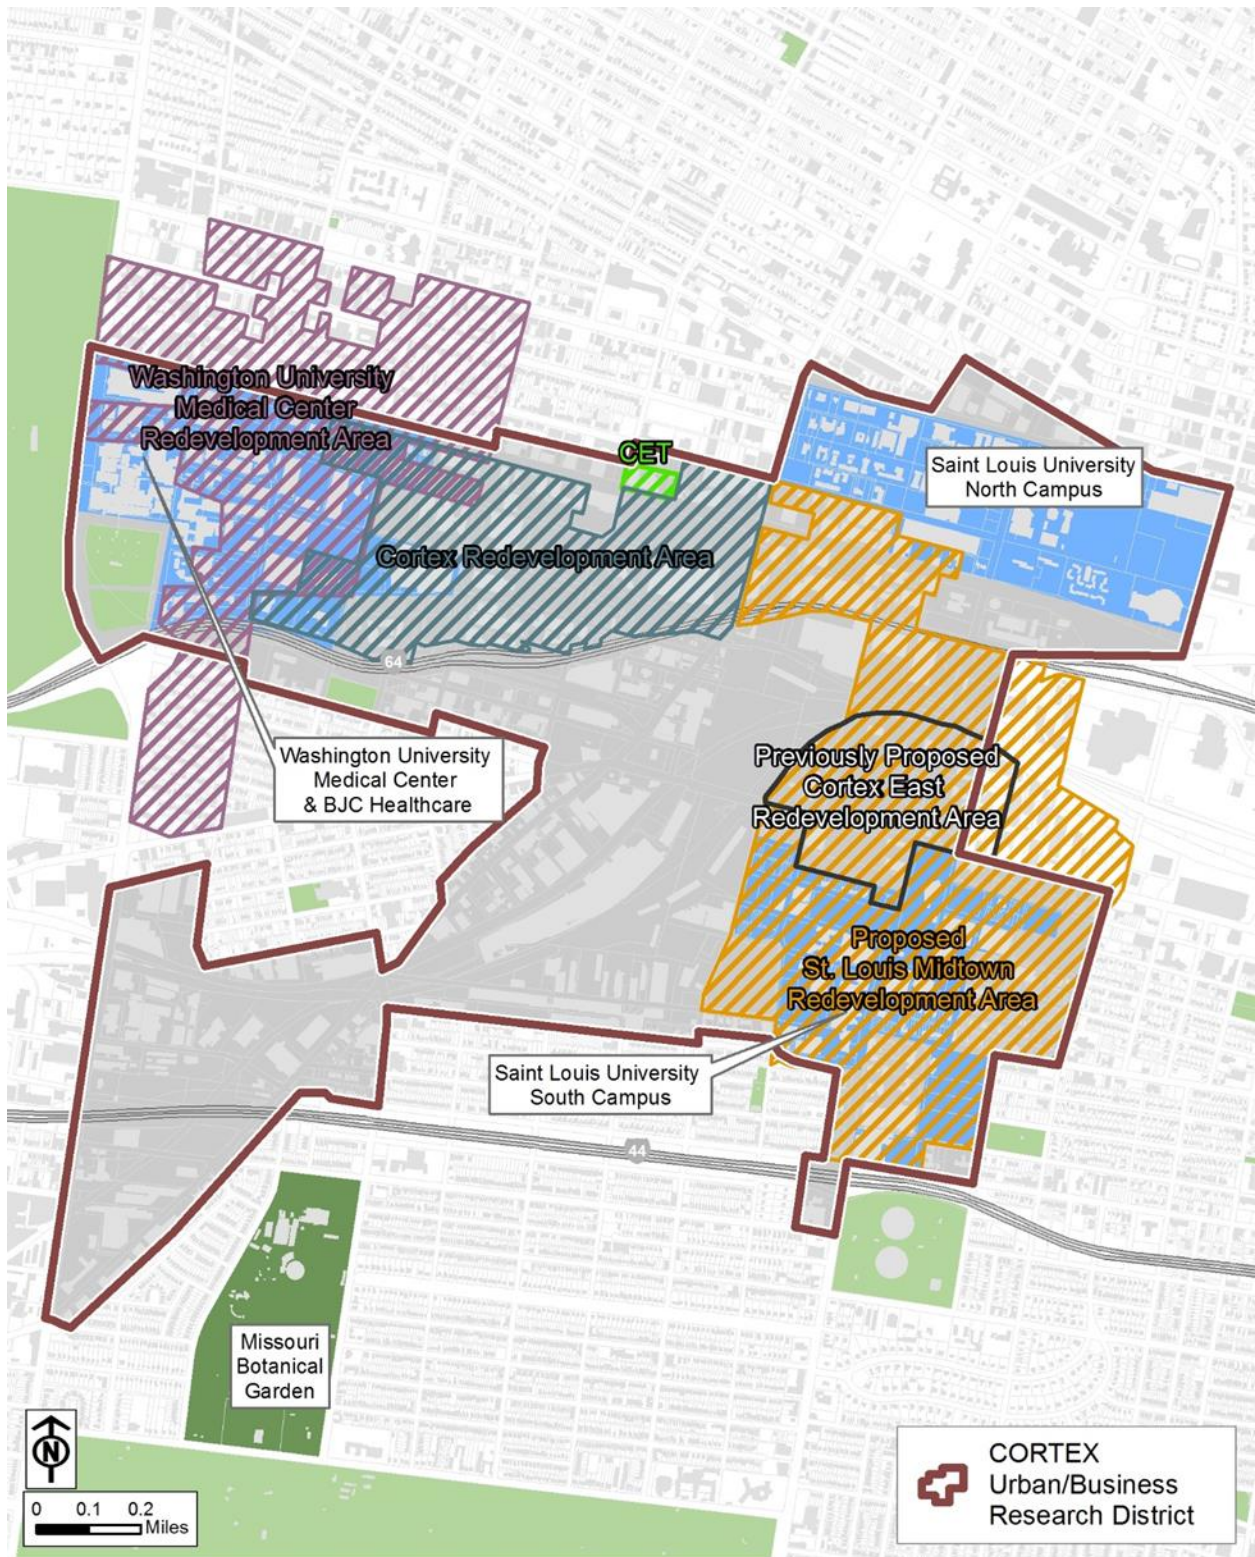 Washington University
Medical Center
Redevelopment Area
CET
Saint Louis University
North Campus
Cortex Redevelopment Area
64
Washington University
Medical Center
& BJC Healthcare
Previously Proposed
Cortex East
Redevelopment Area
Proposed
St. Louis Midtown
Redevelopment Area
Saint Louis University
South Campus
44
Missouri
Botanical
Garden
N
0 0.1 0.2
Miles
CORTEX
Urban/Business
Research District